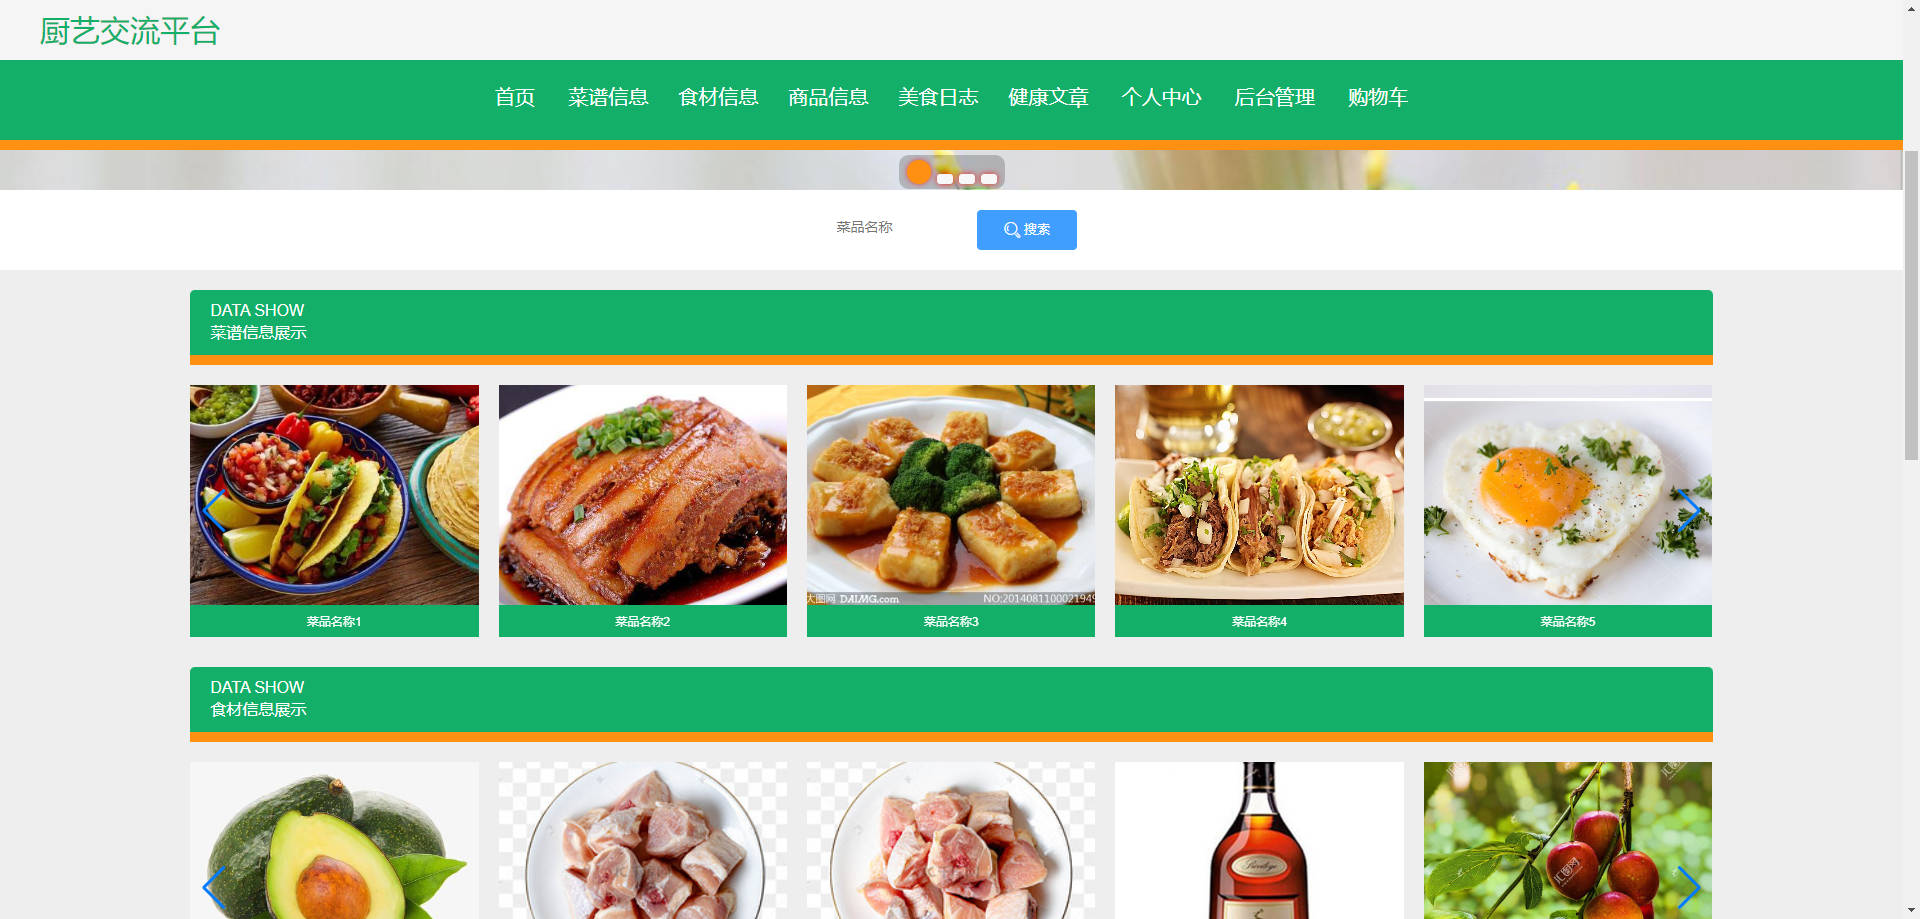 厨艺交流平台
首页 菜谱信息 食材信息 商品信息 美食日志 健康文章 个人中心 后台管理 购物车
菜品名称 搜索
DATA SHOW
菜谱信息展示
大图网 DAIMG.com NO:2014081100021949
菜品名称1 菜品名称2 菜品名称3 菜品名称4 菜品名称5
DATA SHOW
食材信息展示
汇图网